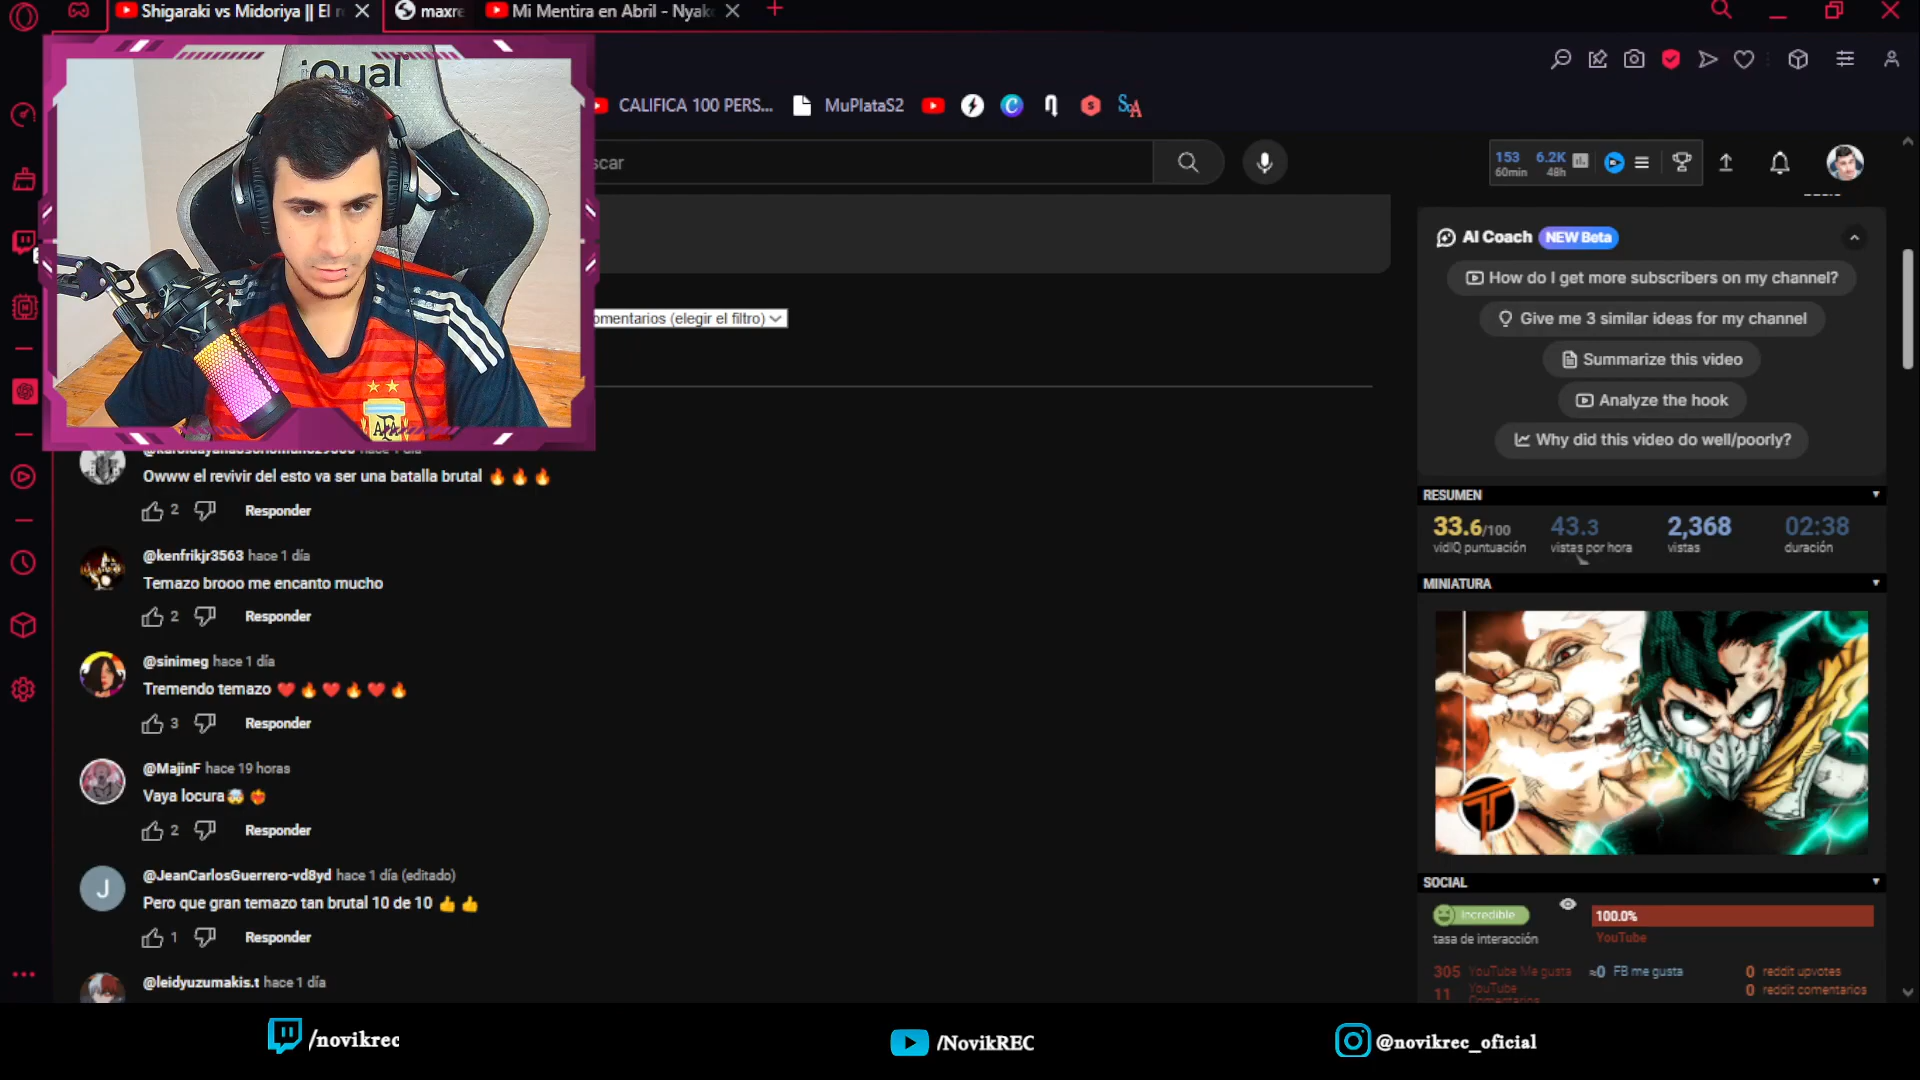 Shigaraki vs Midoriya || El r
maxre
Mi Mentira en Abril - Nyak
CALIFICA 100 PERS...
MuPlataS2
iQual
scar
153
60min
6.2K
48h
AI Coach NEW Beta
How do I get more subscribers on my channel?
Give me 3 similar ideas for my channel
Summarize this video
Analyze the hook
Why did this video do well/poorly?
omentarios (elegir el filtro)
AFA
hace 1 día
Owww el revivir del esto va ser una batalla brutal 🔥 🔥 🔥
2 Responder
@kenfrikjr3563 hace 1 día
Temazo brooo me encanto mucho
2 Responder
@sinimeg hace 1 día
Tremendo temazo ❤️ 🔥 ❤️ 🔥 ❤️ 🔥
3 Responder
@MajinF hace 19 horas
Vaya locura🤯 ❤️‍🔥
2 Responder
J
@JeanCarlosGuerrero-vd8yd hace 1 día (editado)
Pero que gran temazo tan brutal 10 de 10 👍 👍
1 Responder
@leidyuzumakis.t hace 1 día
RESUMEN
33.6/100
vidIQ puntuación
43.3
vistas por hora
2,368
vistas
02:38
duración
MINIATURA
SOCIAL
Incredible
tasa de interacción
100.0%
YouTube
305 YouTube Me gusta
≈0 FB me gusta
0 reddit upvotes
11 YouTube
Comentarios
0 reddit comentarios
/novikrec
/NovikREC
@novikrec_oficial